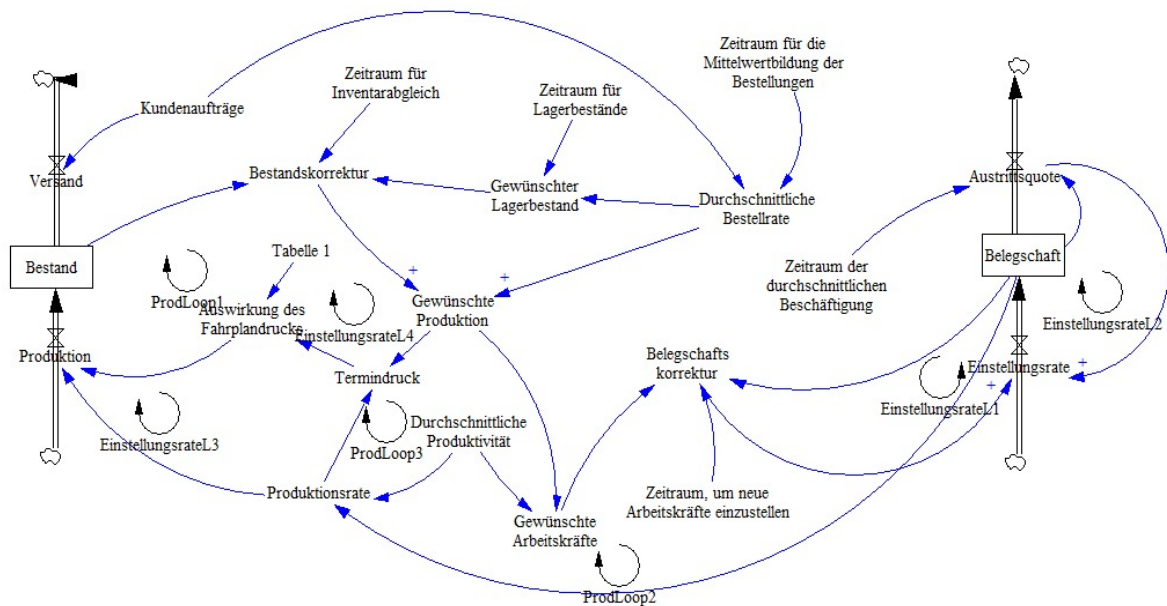 Zeitraum für die
Mittelwertbildung der
Bestellungen
Zeitraum für
Inventarabgleich
Zeitraum für
Lagerbestände
Kundenaufträge
Versand
Bestandskorrektur
Gewünschter
Lagerbestand
Durchschnittliche
Bestellrate
Austrittsquote
Bestand
Tabelle 1
ProdLoop1
+
+
Gewünschte
Produktion
Zeitraum der
durchschnittlichen
Beschäftigung
Belegschaft
EinstellungsrateL2
Auswirkung des
Fahrplandrucks
EinstellungsrateL4
Produktion
Termindruck
Belegschafts
korrektur
Einstellungsrate
+
+
EinstellungsrateL1
EinstellungsrateL3
ProdLoop3
Durchschnittliche
Produktivität
Produktionsrate
Gewünschte
Arbeitskräfte
Zeitraum, um neue
Arbeitskräfte einzustellen
ProdLoop2